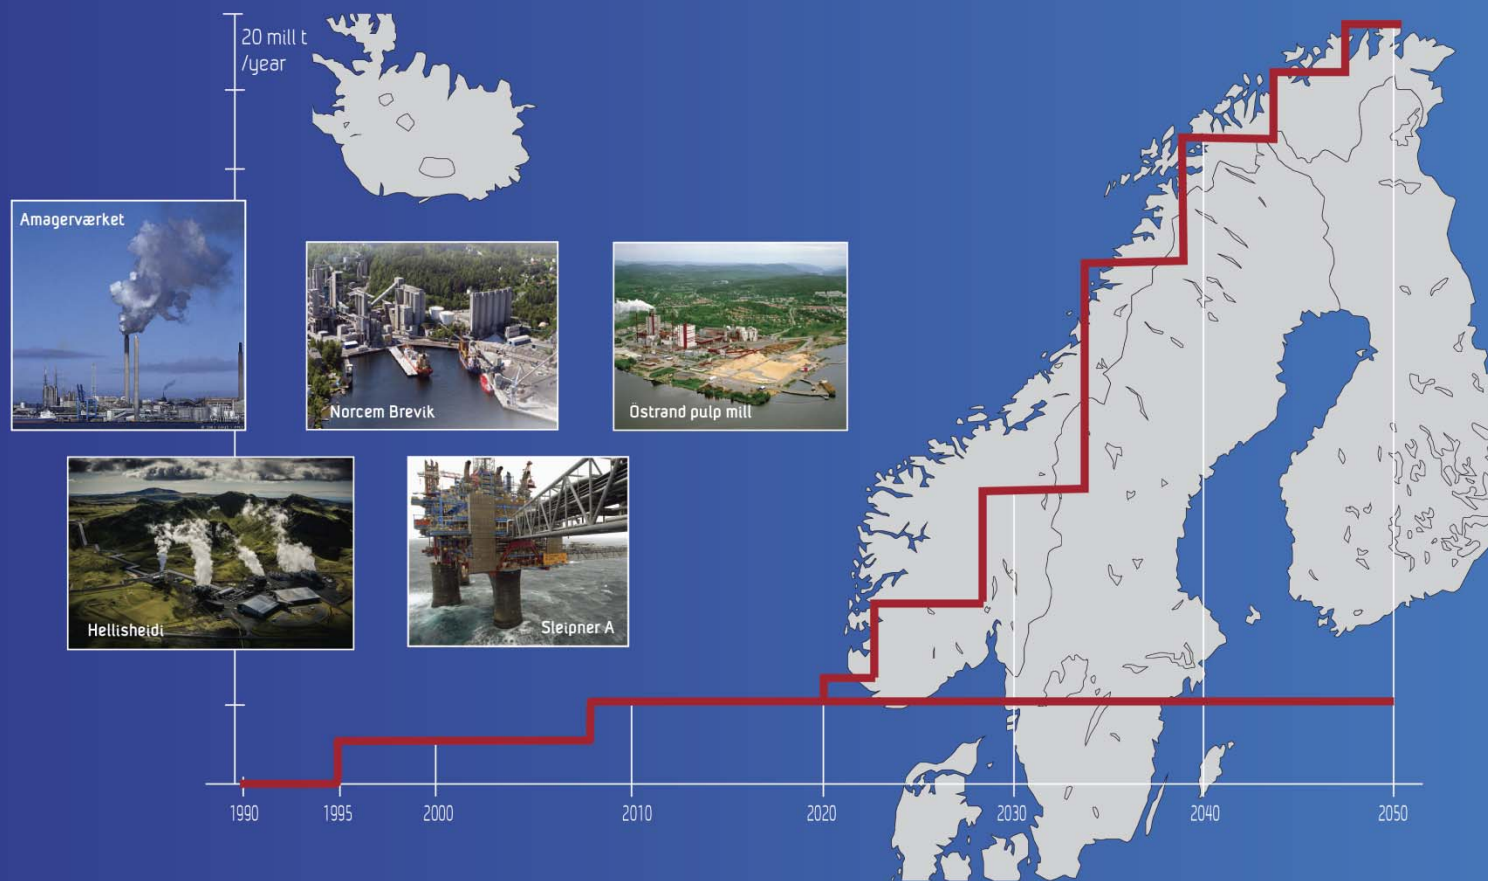 20 mill t
/year
Amagerværket
Norcem Brevik
Östrand pulp mill
Hellisheidi
Sleipner A
1990
1995
2000
2010
2020
2030
2040
2050